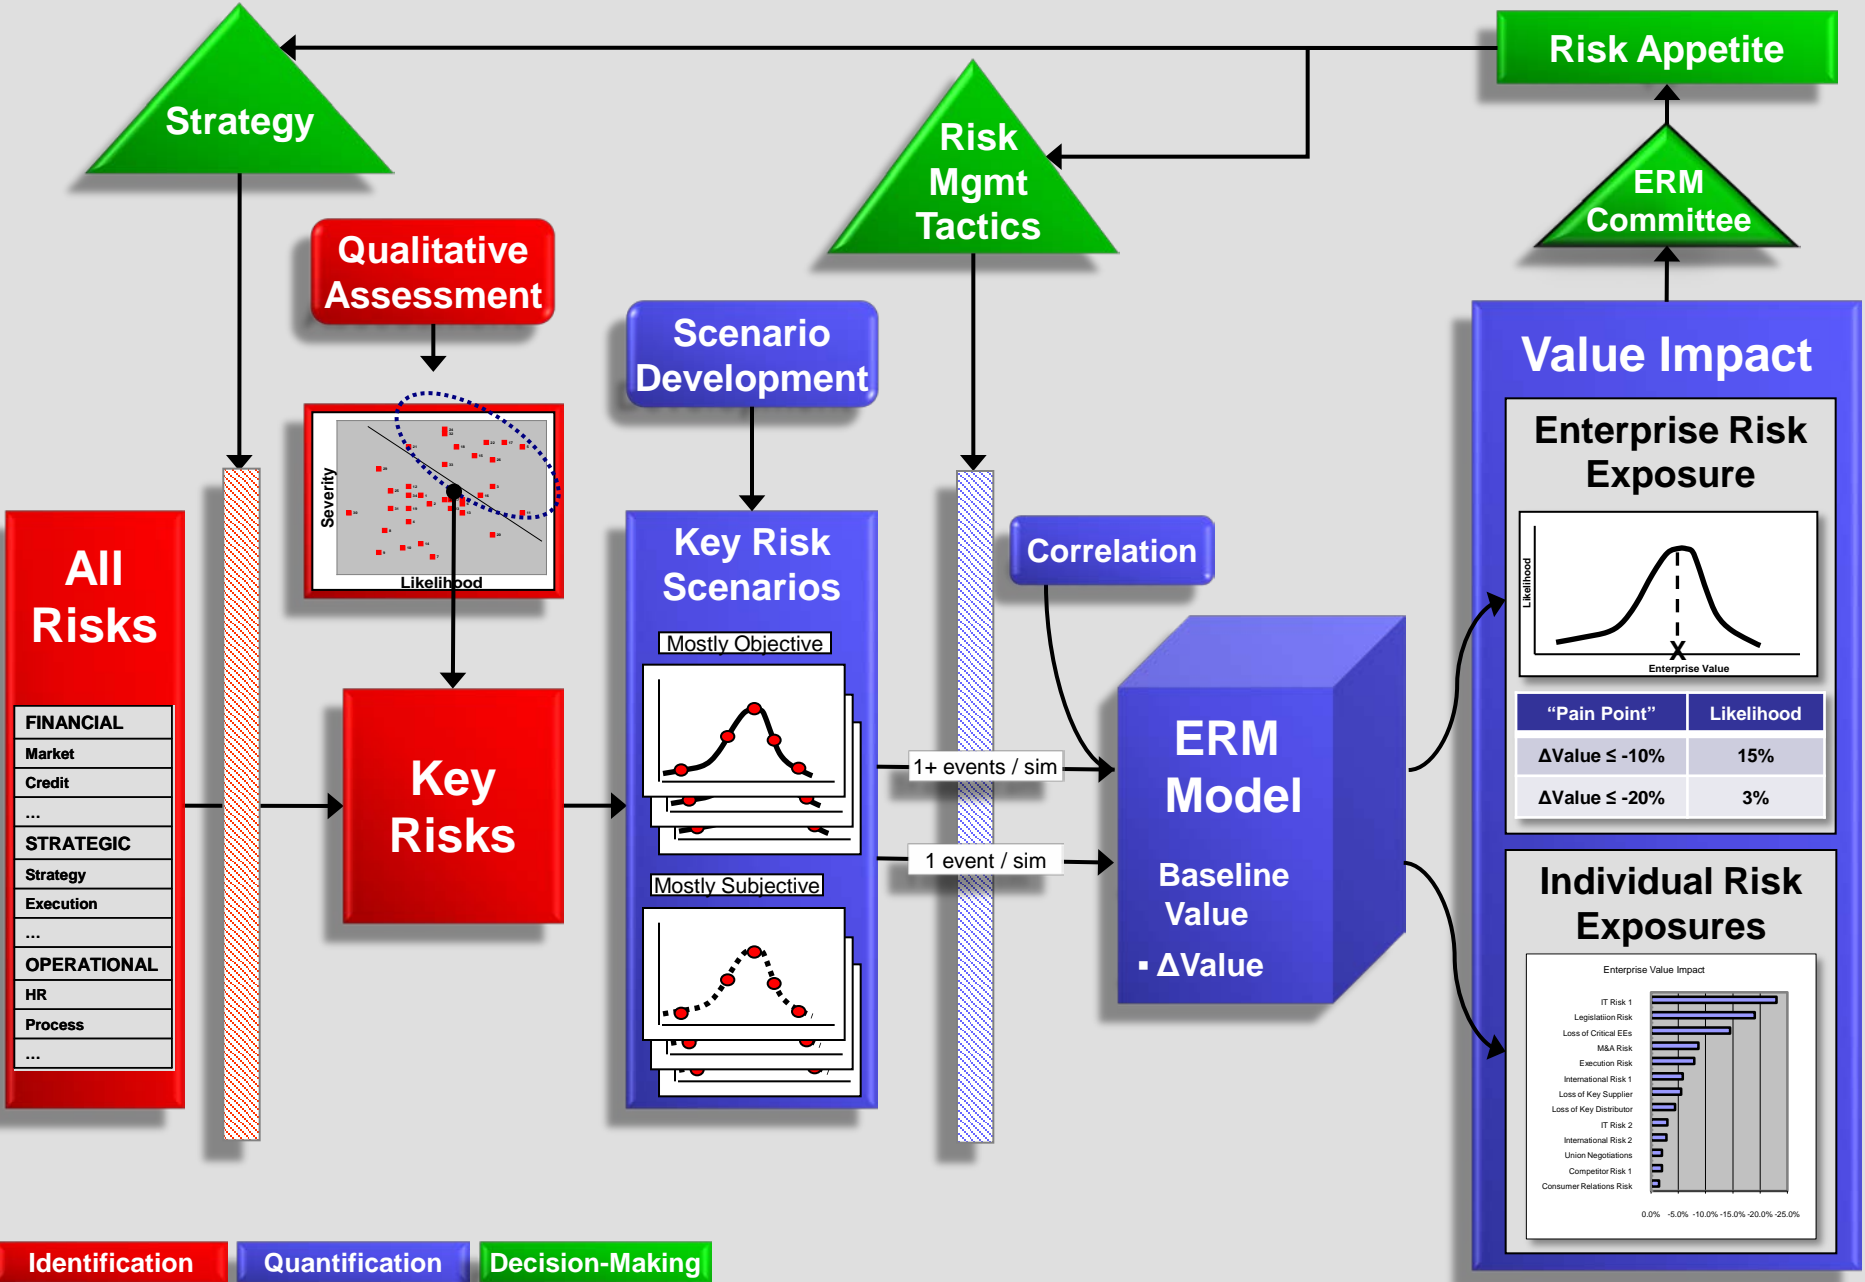 Risk Appetite
Strategy
Risk
Mgmt
Tactics
ERM
Committee
Qualitative
Assessment
Scenario
Development
Value Impact
Enterprise Risk
Exposure
Likelihood
X
Enterprise Value
"Pain Point" Likelihood
ΔValue ≤ -10% 15%
ΔValue ≤ -20% 3%
Severity
Likelihood
All
Risks
FINANCIAL
Market
Credit
...
STRATEGIC
Strategy
Execution
...
OPERATIONAL
HR
Process
...
Key
Risks
Key Risk
Scenarios
Mostly Objective
Mostly Subjective
Correlation
1+ events / sim
1 event / sim
ERM
Model
Baseline
Value
▪ ΔValue
Individual Risk
Exposures
Enterprise Value Impact
IT Risk 1
Legislatiion Risk
Loss of Critical EEs
M&A Risk
Execution Risk
International Risk 1
Loss of Key Supplier
Loss of Key Distributor
IT Risk 2
International Risk 2
Union Negotiations
Competitor Risk 1
Consumer Relations Risk
0.0% -5.0% -10.0% -15.0% -20.0% -25.0%
Identification Quantification Decision-Making